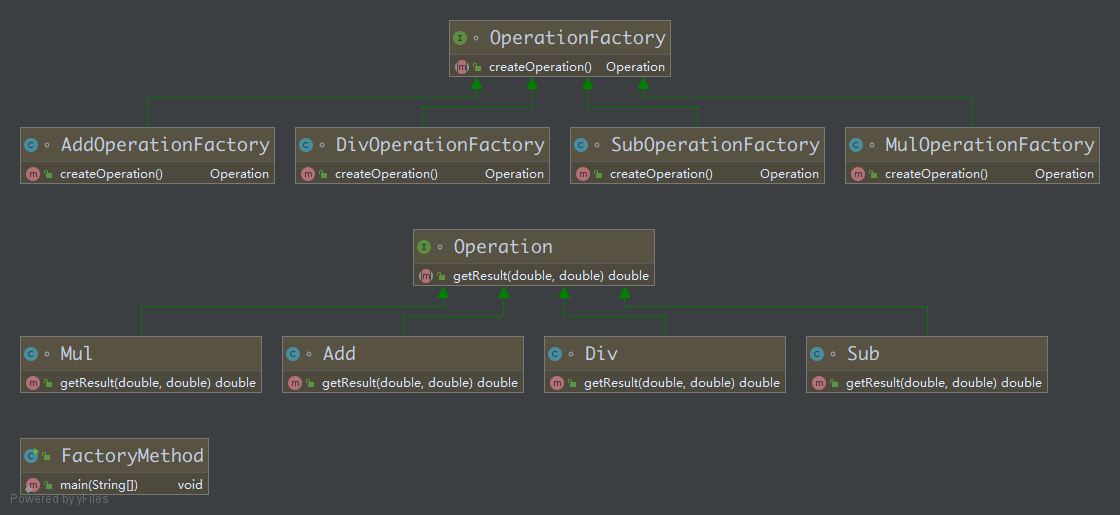 OperationFactory
createOperation() Operation
AddOperationFactory DivOperationFactory SubOperationFactory MulOperationFactory
createOperation() Operation createOperation() Operation createOperation() Operation createOperation() Operation
Operation
getResult(double, double) double
Mul Add Div Sub
getResult(double, double) double getResult(double, double) double getResult(double, double) double getResult(double, double) double
FactoryMethod
main(String[]) void
Powered by yFiles